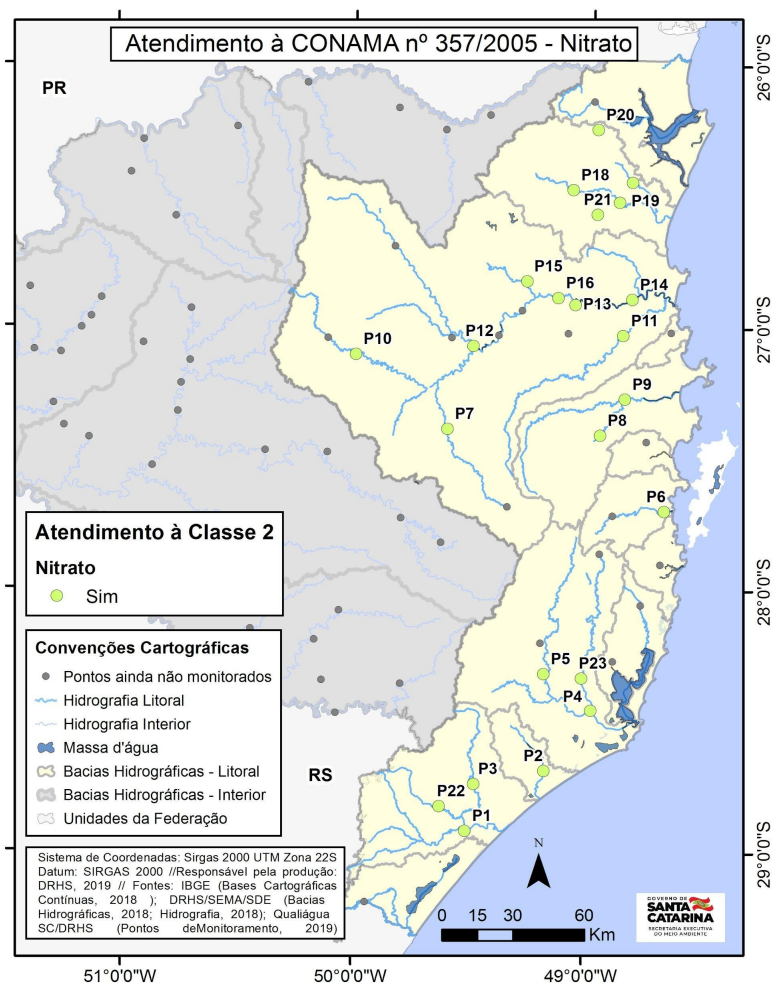 Atendimento à CONAMA nº 357/2005 - Nitrato
PR
26°0'0"S
P20
P18
P21
P19
P15
P16
P13
P14
P12
P11
P10
27°0'0"S
P9
P7
P8
P6
Atendimento à Classe 2
Nitrato
Sim
28°0'0"S
Convenções Cartográficas
Pontos ainda não monitorados
Hidrografia Litoral
Hidrografia Interior
Massa d'água
Bacias Hidrográficas - Litoral
Bacias Hidrográficas - Interior
Unidades da Federação
P5
P23
P4
RS
P2
P3
P22
P1
29°0'0"S
Sistema de Coordenadas: Sirgas 2000 UTM Zona 22S
Datum: SIRGAS 2000 //Responsável pela produção:
DRHS, 2019 // Fontes: IBGE (Bases Cartográficas
Contínuas, 2018 ); DRHS/SEMA/SDE (Bacias
Hidrográficas, 2018; Hidrografia, 2018); Qualiágua
SC/DRHS (Pontos deMonitoramento, 2019)
N
0 15 30 60
Km
GOVERNO DE
SANTA
CATARINA
SECRETARIA EXECUTIVA
DO MEIO AMBIENTE
51°0'0"W
50°0'0"W
49°0'0"W